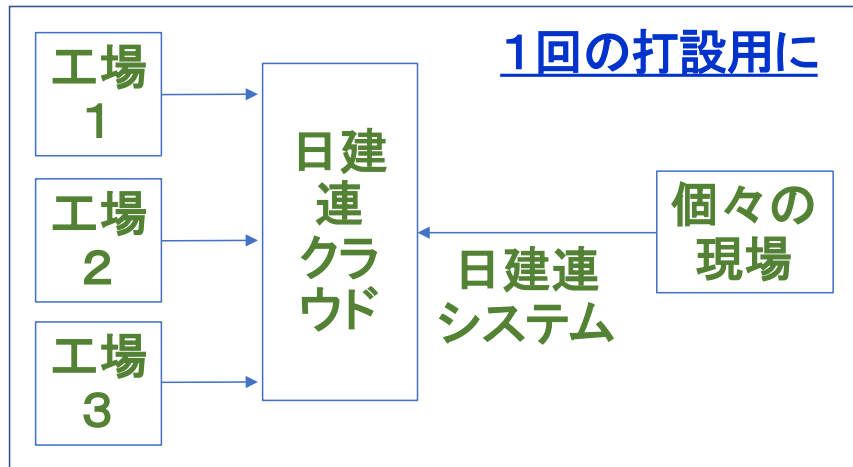 １回の打設用に
工場
１
工場
２
工場
３
日建
連
クラ
ウド
日建連
システム
個々の
現場